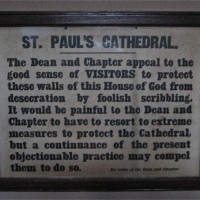 ST. PAUL'S CATHEDRAL.
The Dean and Chapter appeal to the
good sense of VISITORS to protect
these walls of this House of God from
desecration by foolish scribbling.
It would be painful to the Dean and
Chapter to have to resort to extreme
measures to protect the Cathedral
but a continuance of the present
objectionable practice may compel
them to do so.
By order of the Dean and Chapter.